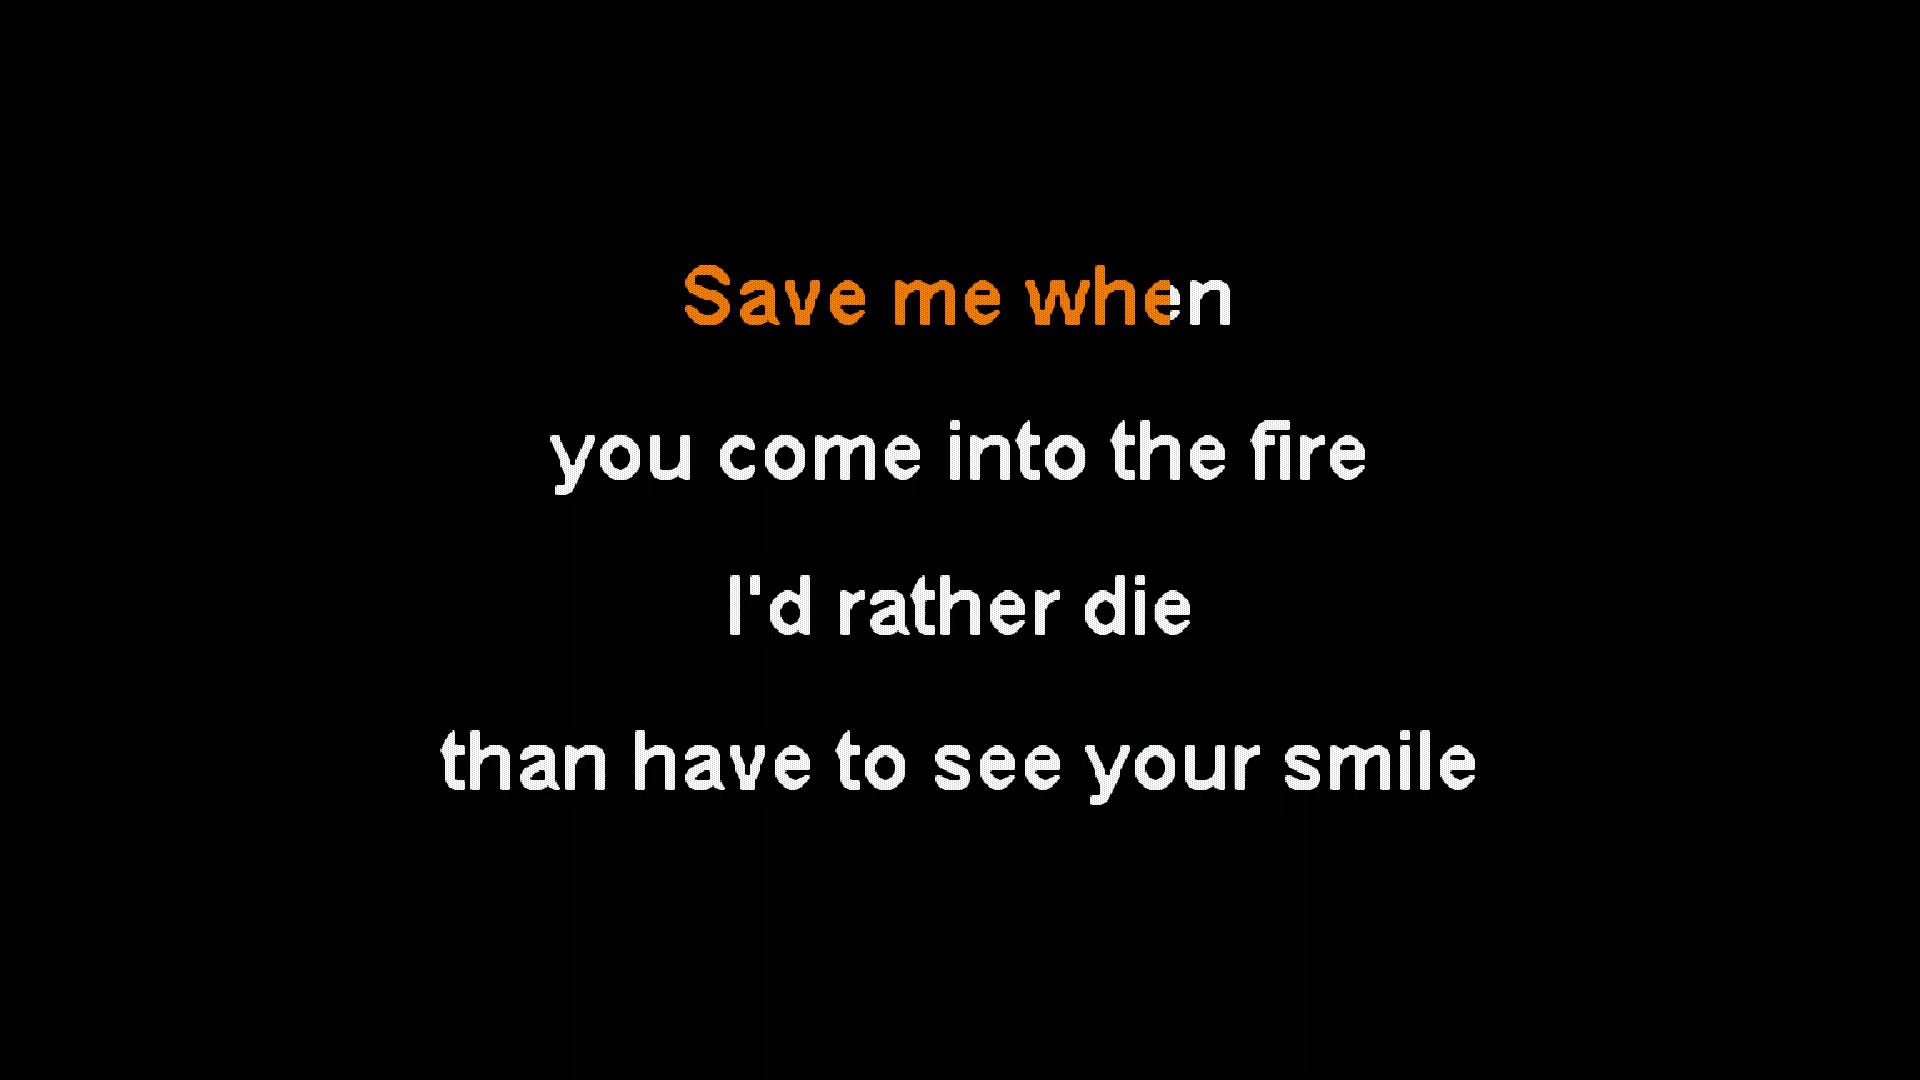 Save me when
you come into the fire
I'd rather die
than have to see your smile